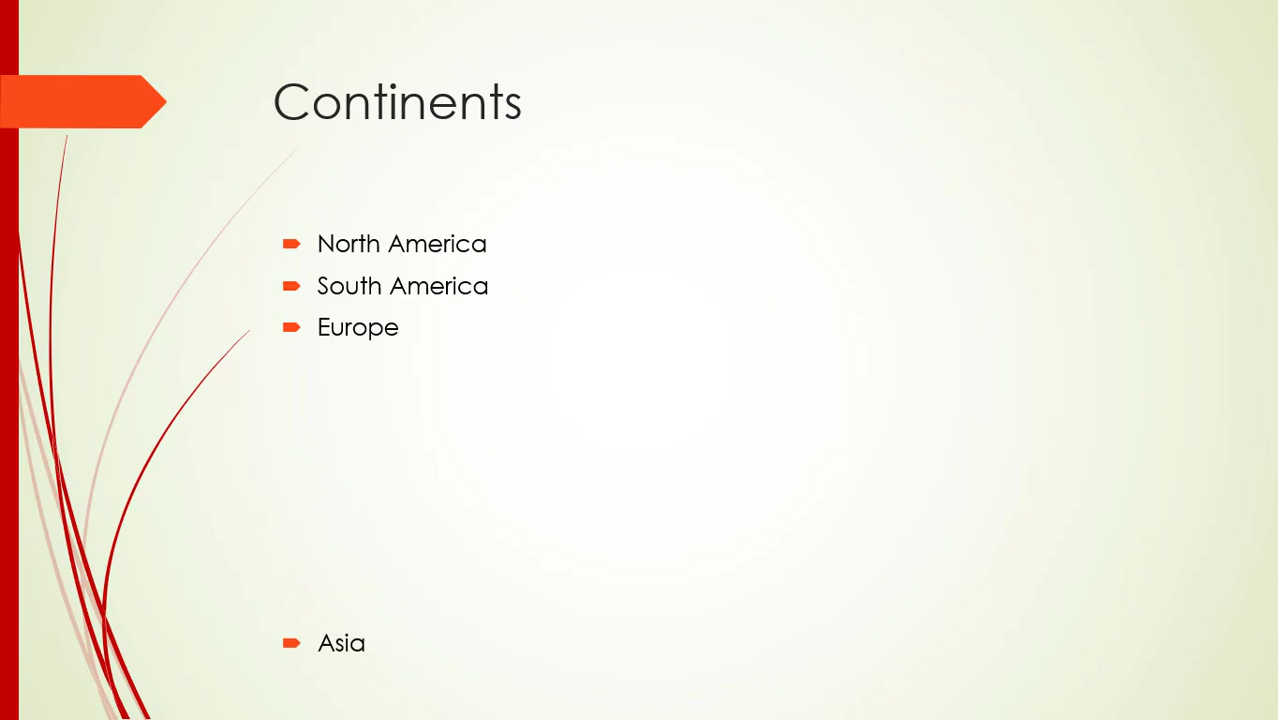 Continents
North America
South America
Europe
Asia